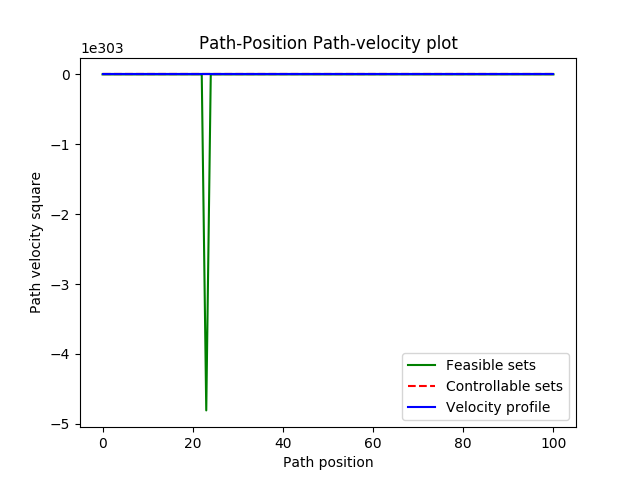 Path-Position Path-velocity plot
1e303
0
−1
−2
−3
−4
−5
Path velocity square
0 20 40 60 80 100
Path position
Feasible sets
Controllable sets
Velocity profile